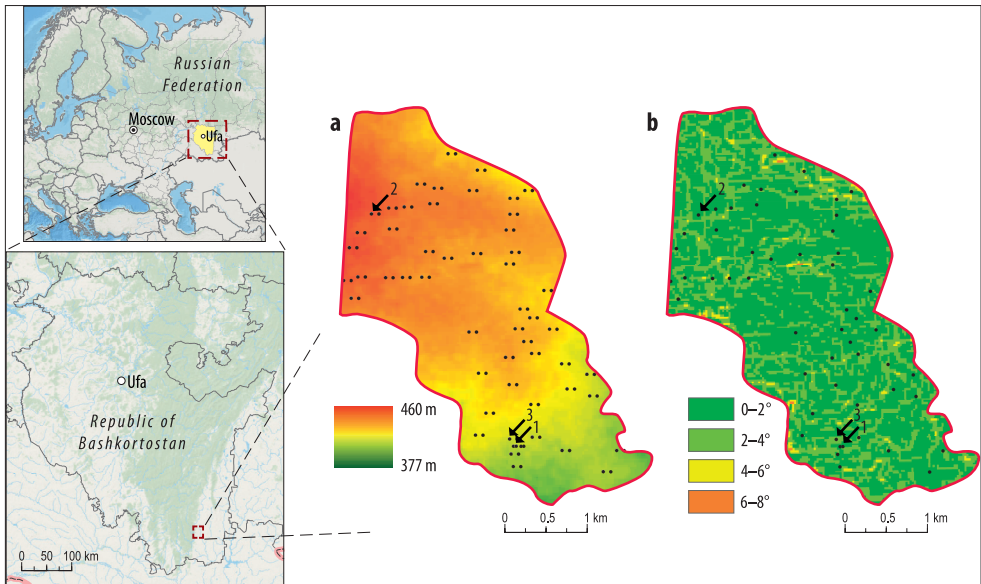 Russian
Federation
Moscow
Ufa
Ufa
Republic of
Bashkortostan
0 50 100 km
a
2
460 m
377 m
3
1
0 0.5 1 km
b
2
0–2°
2–4°
4–6°
6–8°
3
1
0 0.5 1 km